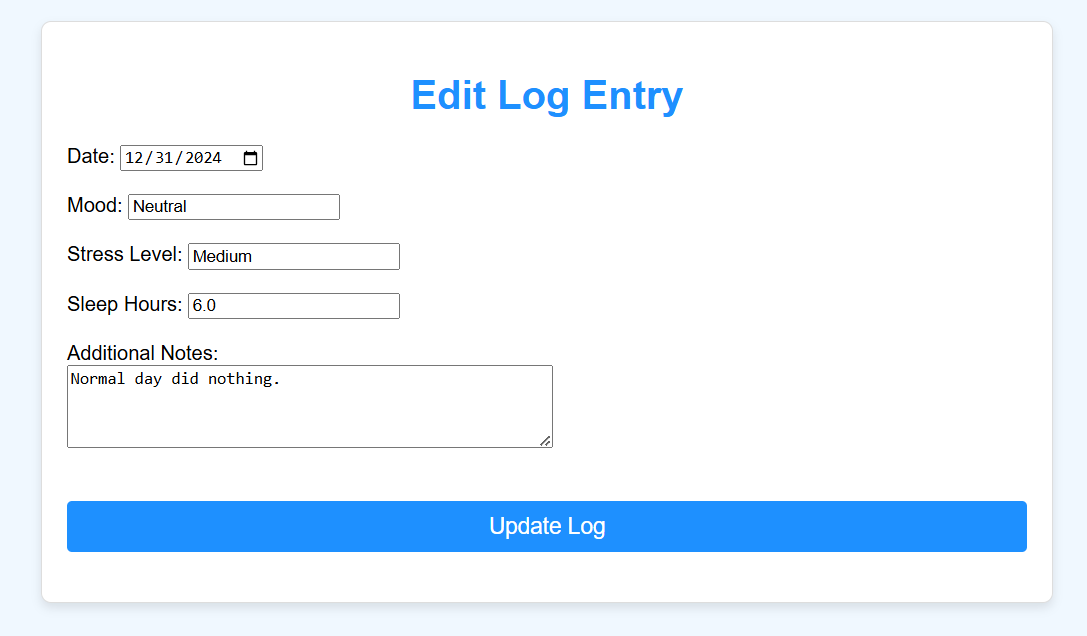 Edit Log Entry
Date: 12/31/2024
Mood: Neutral
Stress Level: Medium
Sleep Hours: 6.0
Additional Notes:
Normal day did nothing.
Update Log